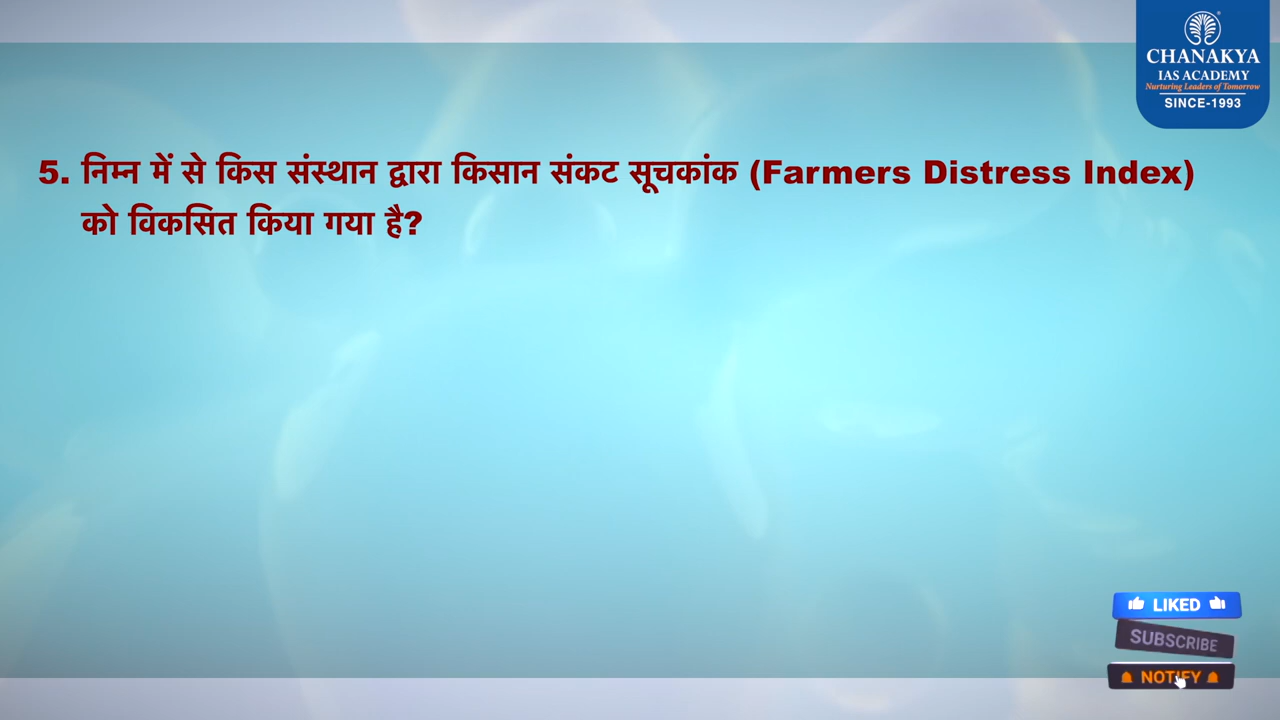 CHANAKYA
IAS ACADEMY
Nurturing Leaders of Tomorrow
SINCE-1993
5. निम्न में से किस संस्थान द्वारा किसान संकट सूचकांक (Farmers Distress Index)
को विकसित किया गया है?
LIKED
SUBSCRIBE
NOTIFY